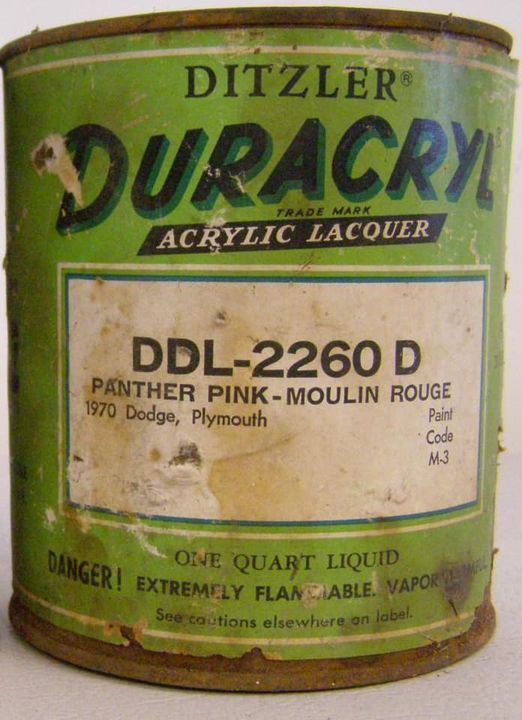 DITZLER®
DURACRYL®
TRADE MARK
ACRYLIC LACQUER
DDL-2260 D
PANTHER PINK-MOULIN ROUGE
1970 Dodge, Plymouth
Paint
Code
M-3
ONE QUART LIQUID
DANGER! EXTREMELY FLAMMABLE. VAPOR HARMFUL
See cautions elsewhere on label.